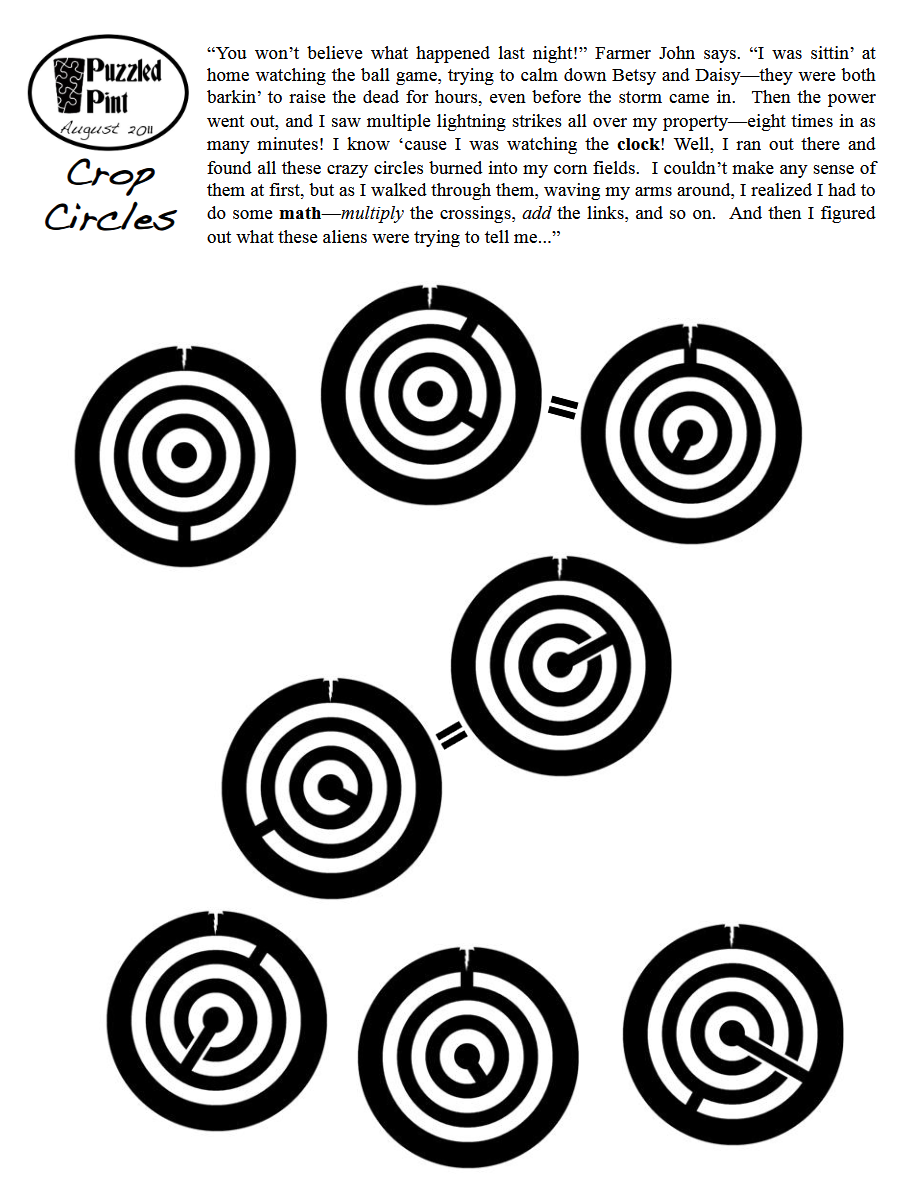 Puzzled
Pint
August 2011
Crop
Circles
“You won’t believe what happened last night!” Farmer John says. “I was sittin’ at
home watching the ball game, trying to calm down Betsy and Daisy—they were both
barkin’ to raise the dead for hours, even before the storm came in. Then the power
went out, and I saw multiple lightning strikes all over my property—eight times in as
many minutes! I know ‘cause I was watching the clock! Well, I ran out there and
found all these crazy circles burned into my corn fields. I couldn’t make any sense of
them at first, but as I walked through them, waving my arms around, I realized I had to
do some math—multiply the crossings, add the links, and so on. And then I figured
out what these aliens were trying to tell me...”
=
=